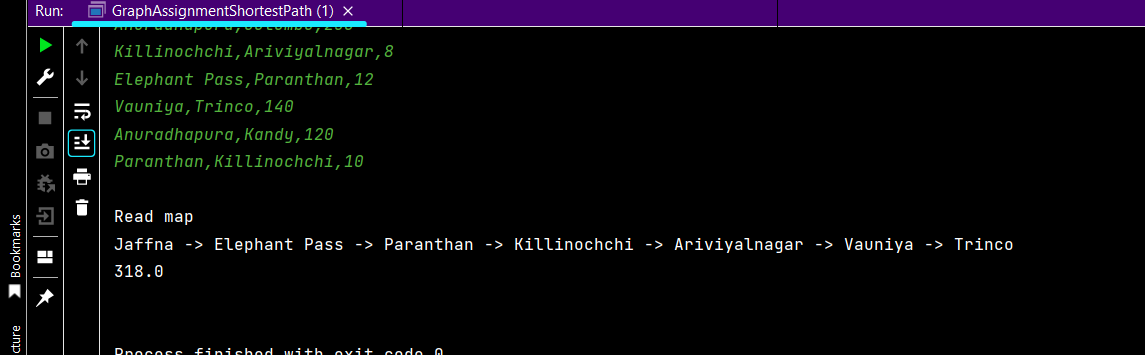 Run: GraphAssignmentShortestPath (1) ×
Anuradhapura,Colombo,
Killinochchi,Ariviyalnagar,8
Elephant Pass,Paranthan,12
Vauniya,Trinco,140
Anuradhapura,Kandy,120
Paranthan,Killinochchi,10
Read map
Jaffna -> Elephant Pass -> Paranthan -> Killinochchi -> Ariviyalnagar -> Vauniya -> Trinco
318.0
Process finished with exit code 0
Bookmarks
cture